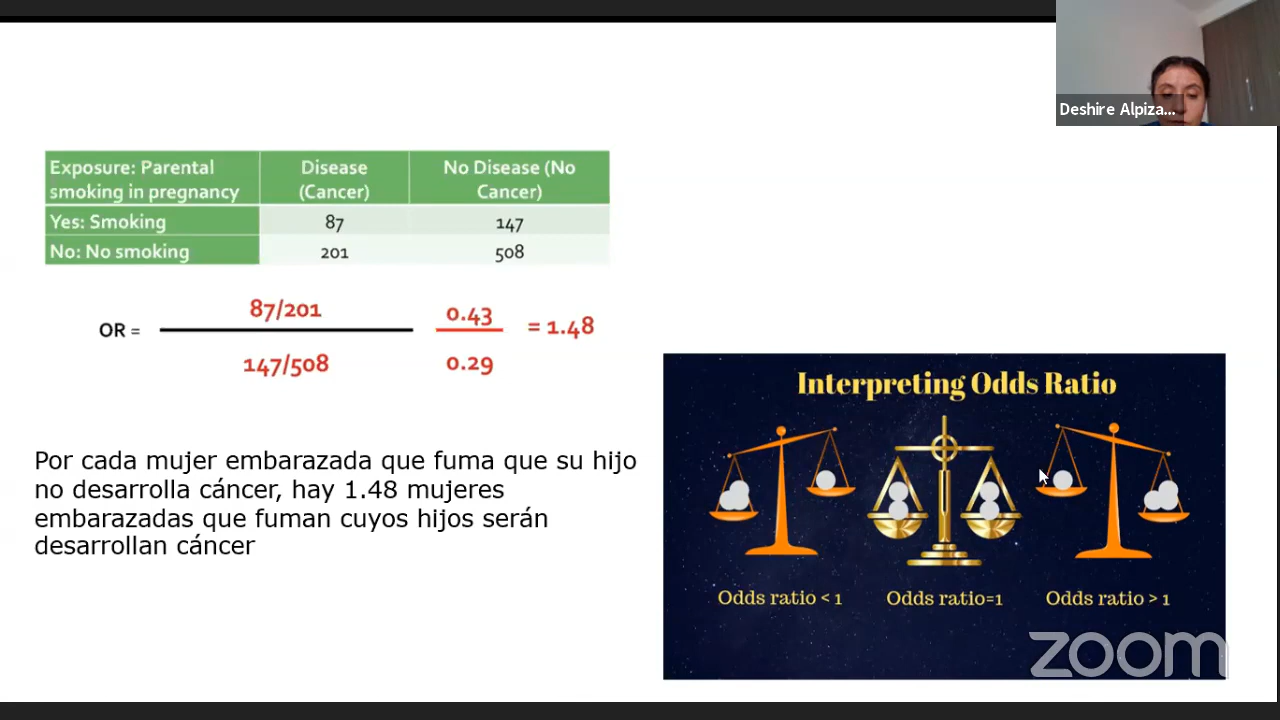 Deshire Alpiza...
Exposure: Parental smoking in pregnancy | Disease (Cancer) | No Disease (No Cancer)
Yes: Smoking | 87 | 147
No: No smoking | 201 | 508
87/201
OR =
147/508
0.43
0.29
= 1.48
Por cada mujer embarazada que fuma que su hijo
no desarrolla cáncer, hay 1.48 mujeres
embarazadas que fuman cuyos hijos serán
desarrollan cáncer
Interpreting Odds Ratio
Odds ratio < 1
Odds ratio=1
Odds ratio > 1
zoom